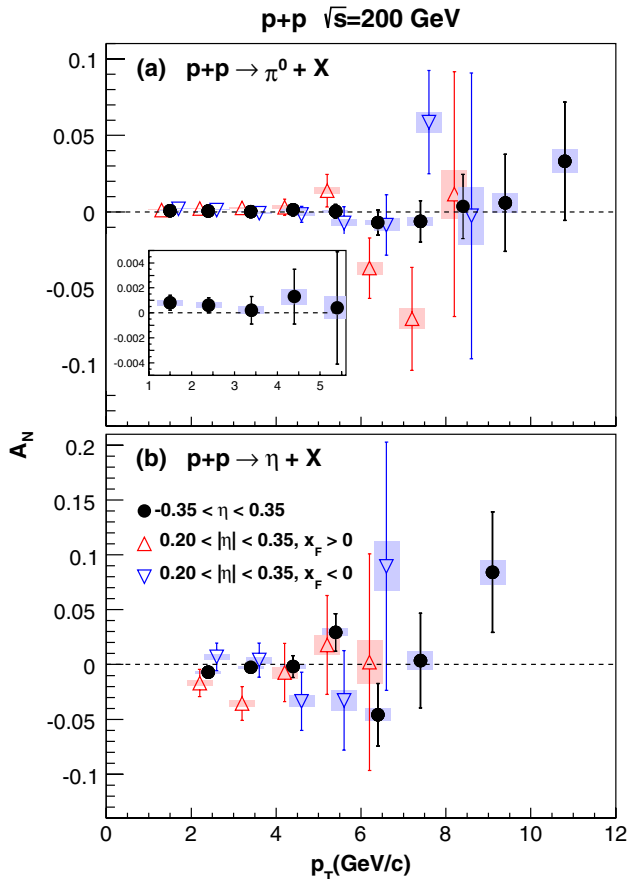 p+p √s=200 GeV
(a) p+p → π⁰ + X
0.1
0.05
0
-0.05
-0.1
0.004
0.002
0
-0.002
-0.004
1 2 3 4 5
A_N
(b) p+p → η + X
0.2
0.15
0.1
0.05
0
-0.05
-0.1
-0.35 < η < 0.35
0.20 < |η| < 0.35, x_F > 0
0.20 < |η| < 0.35, x_F < 0
0 2 4 6 8 10 12
p_T(GeV/c)